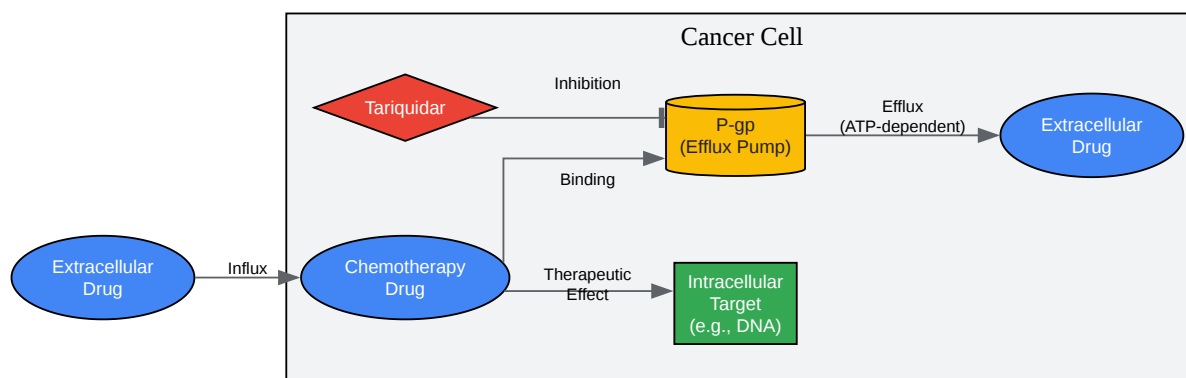 Cancer Cell
Tariquidar
Inhibition
P-gp
(Efflux Pump)
Efflux
(ATP-dependent)
Extracellular
Drug
Binding
Extracellular
Drug
Influx
Chemotherapy
Drug
Therapeutic
Effect
Intracellular
Target
(e.g., DNA)